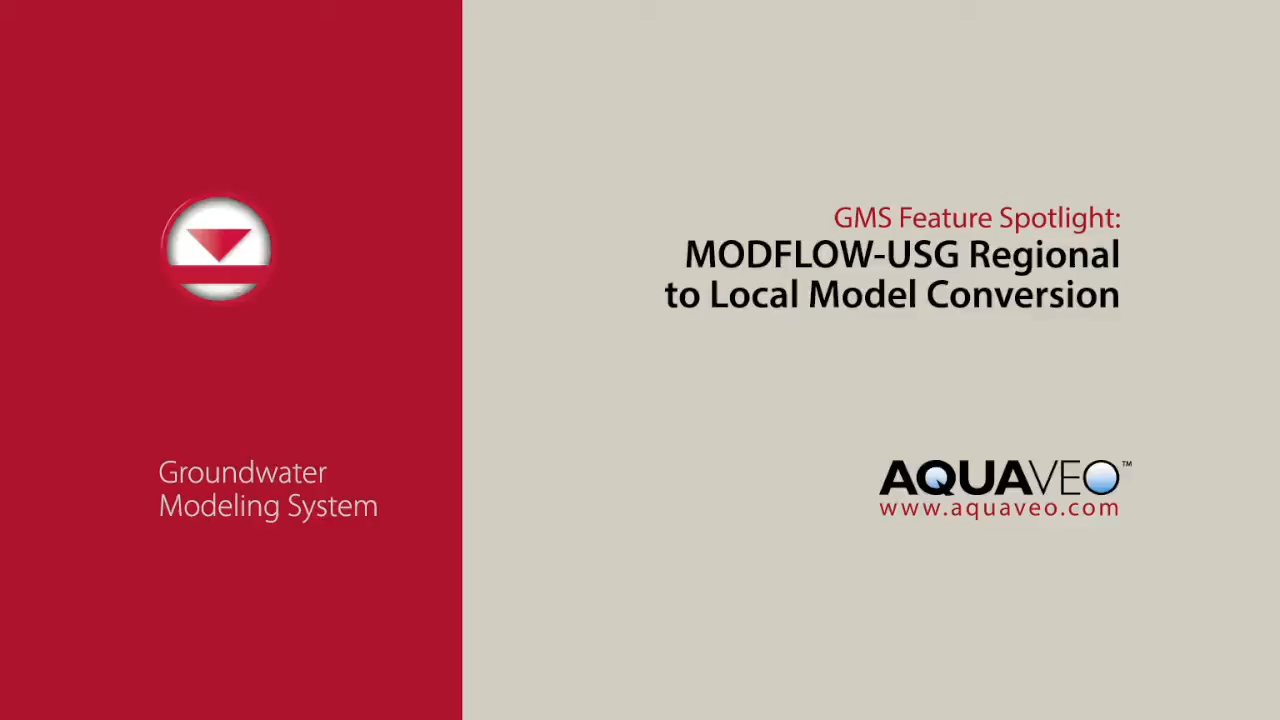 GMS Feature Spotlight:
MODFLOW-USG Regional
to Local Model Conversion
Groundwater
Modeling System
AQUAVEO™
www.aquaveo.com